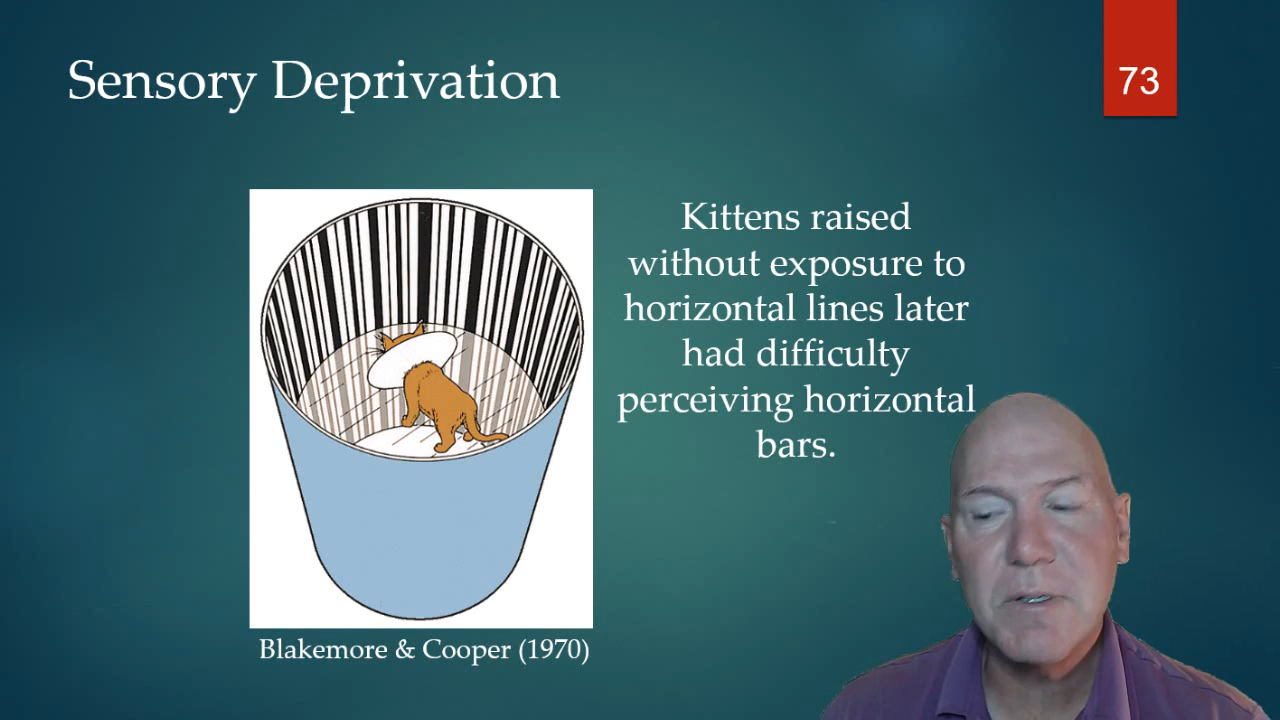 Sensory Deprivation
73
Kittens raised
without exposure to
horizontal lines later
had difficulty
perceiving horizontal
bars.
Blakemore & Cooper (1970)